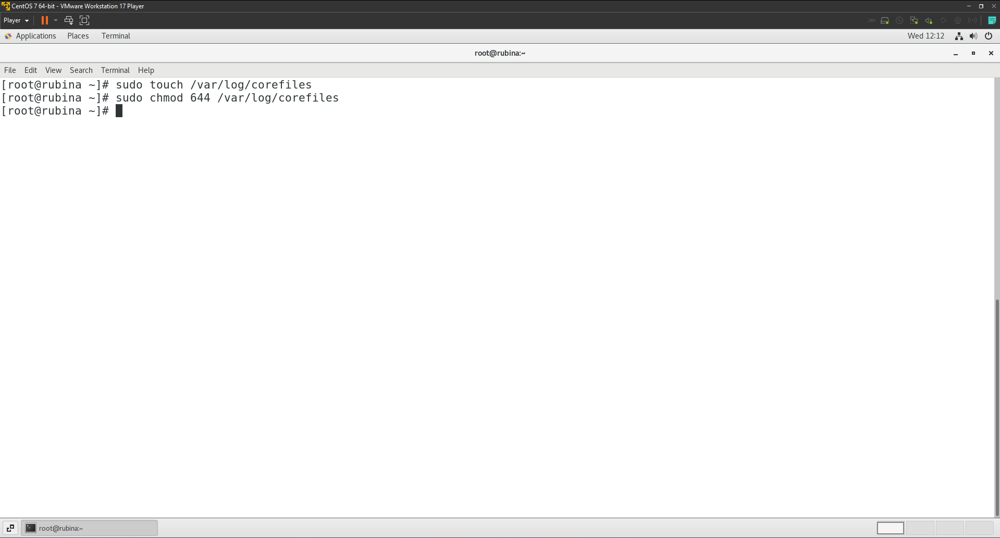 CentOS 7 64-bit - VMware Workstation 17 Player
Player
Applications Places Terminal Wed 12:12
root@rubina:~
File Edit View Search Terminal Help
[root@rubina ~]# sudo touch /var/log/corefiles
[root@rubina ~]# sudo chmod 644 /var/log/corefiles
[root@rubina ~]#
root@rubina:~